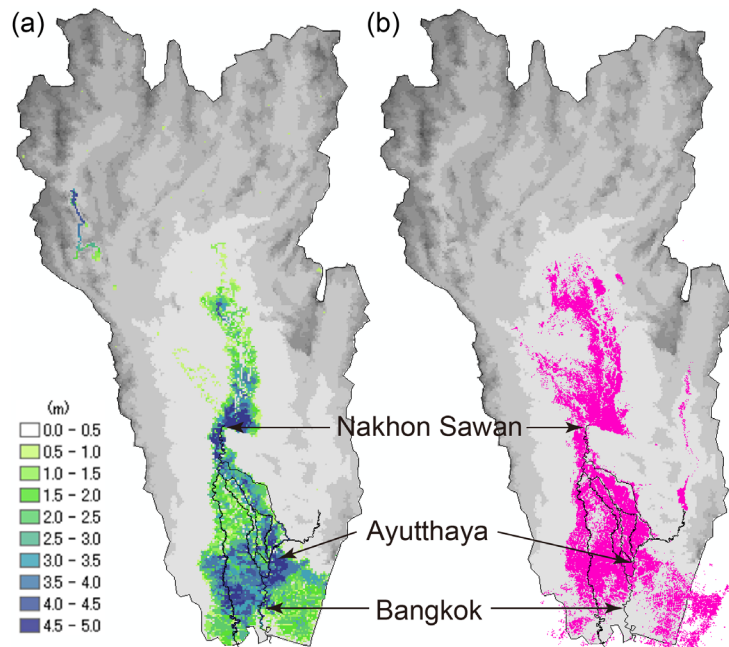 (a)
(b)
(m)
0.0 - 0.5
0.5 - 1.0
1.0 - 1.5
1.5 - 2.0
2.0 - 2.5
2.5 - 3.0
3.0 - 3.5
3.5 - 4.0
4.0 - 4.5
4.5 - 5.0
Nakhon Sawan
Ayutthaya
Bangkok